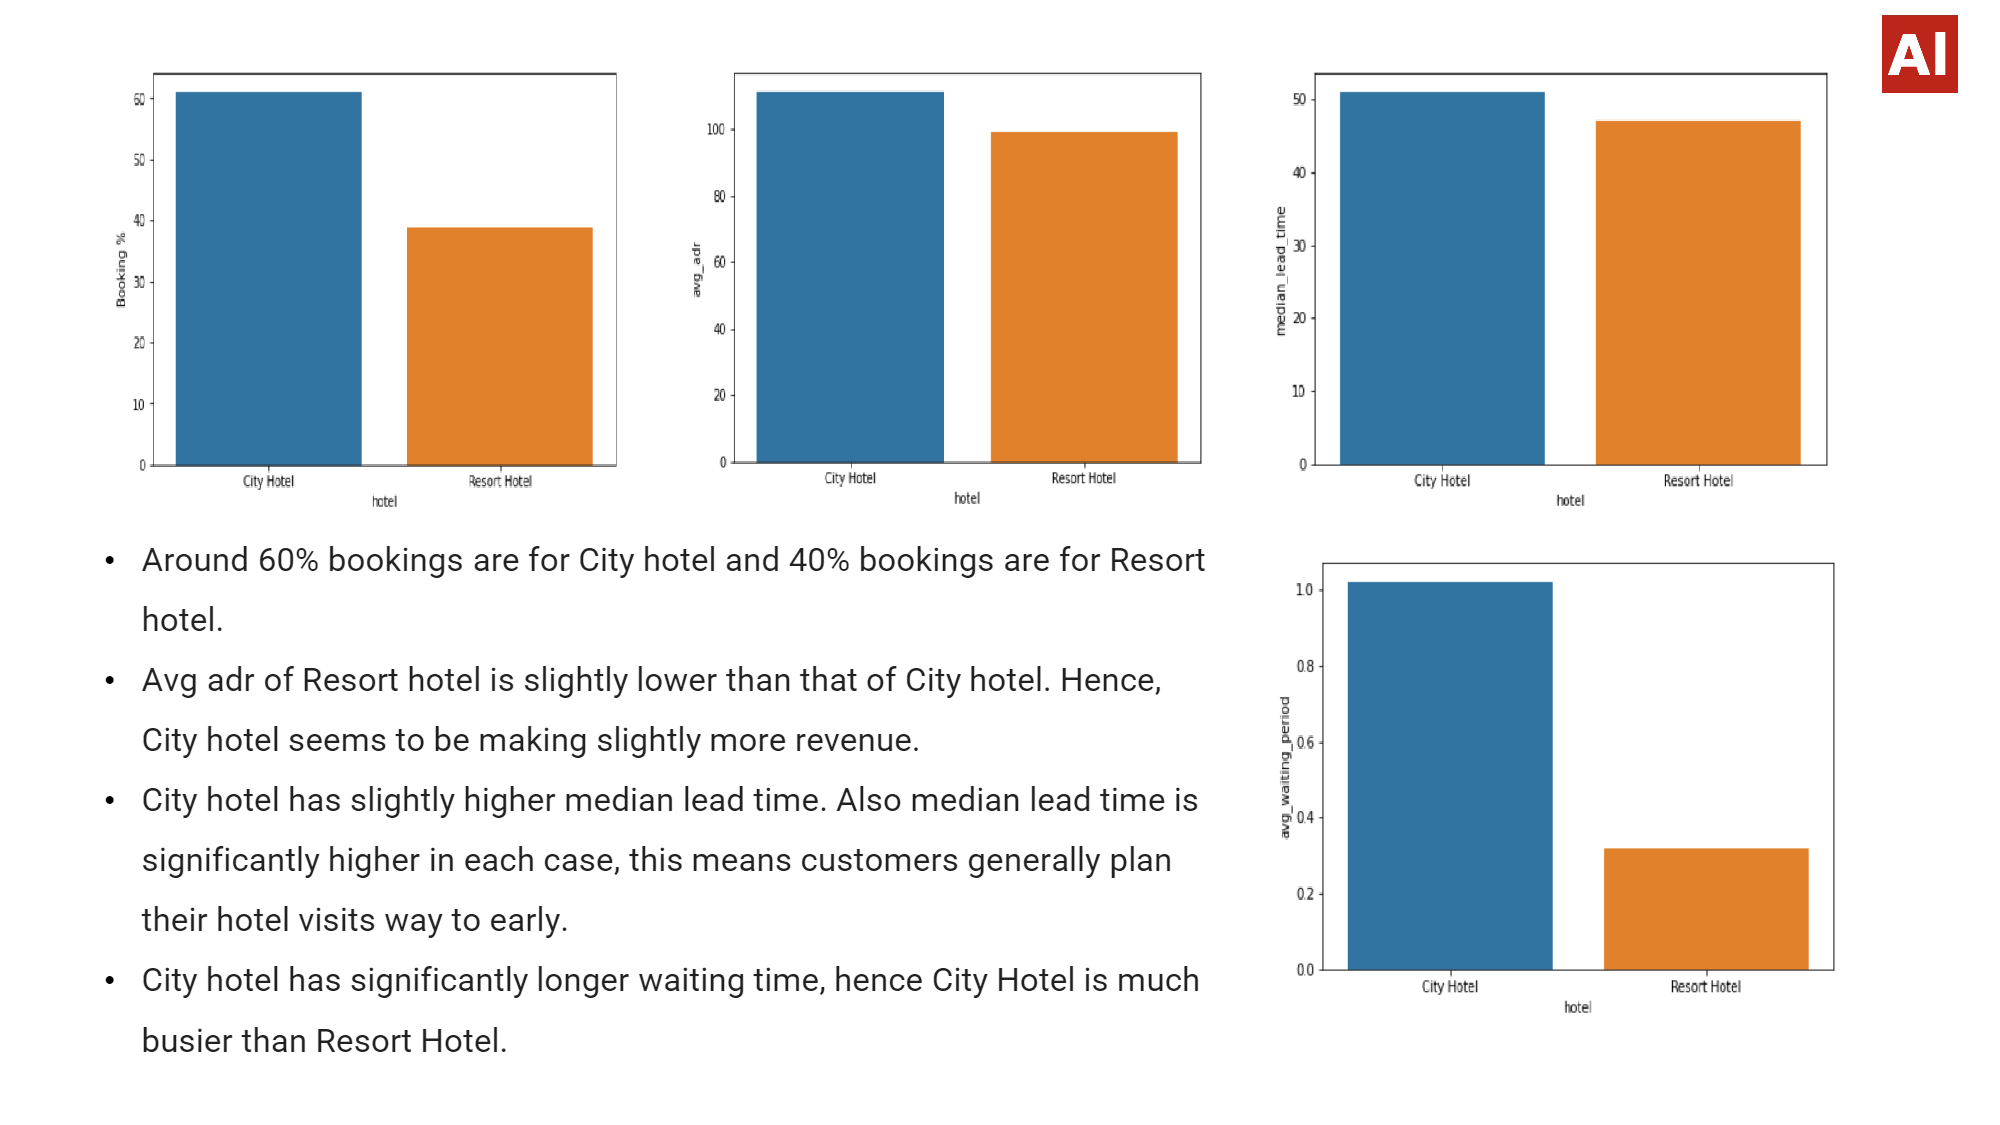 AI
60
50
40
30
20
10
0
Booking %
City Hotel
Resort Hotel
hotel
100
80
60
40
20
0
avg_adr
City Hotel
Resort Hotel
hotel
50
40
30
20
10
0
median_lead_time
City Hotel
Resort Hotel
hotel
• Around 60% bookings are for City hotel and 40% bookings are for Resort
hotel.
• Avg adr of Resort hotel is slightly lower than that of City hotel. Hence,
City hotel seems to be making slightly more revenue.
• City hotel has slightly higher median lead time. Also median lead time is
significantly higher in each case, this means customers generally plan
their hotel visits way to early.
• City hotel has significantly longer waiting time, hence City Hotel is much
busier than Resort Hotel.
1.0
0.8
0.6
0.4
0.2
0.0
avg_waiting_period
City Hotel
Resort Hotel
hotel